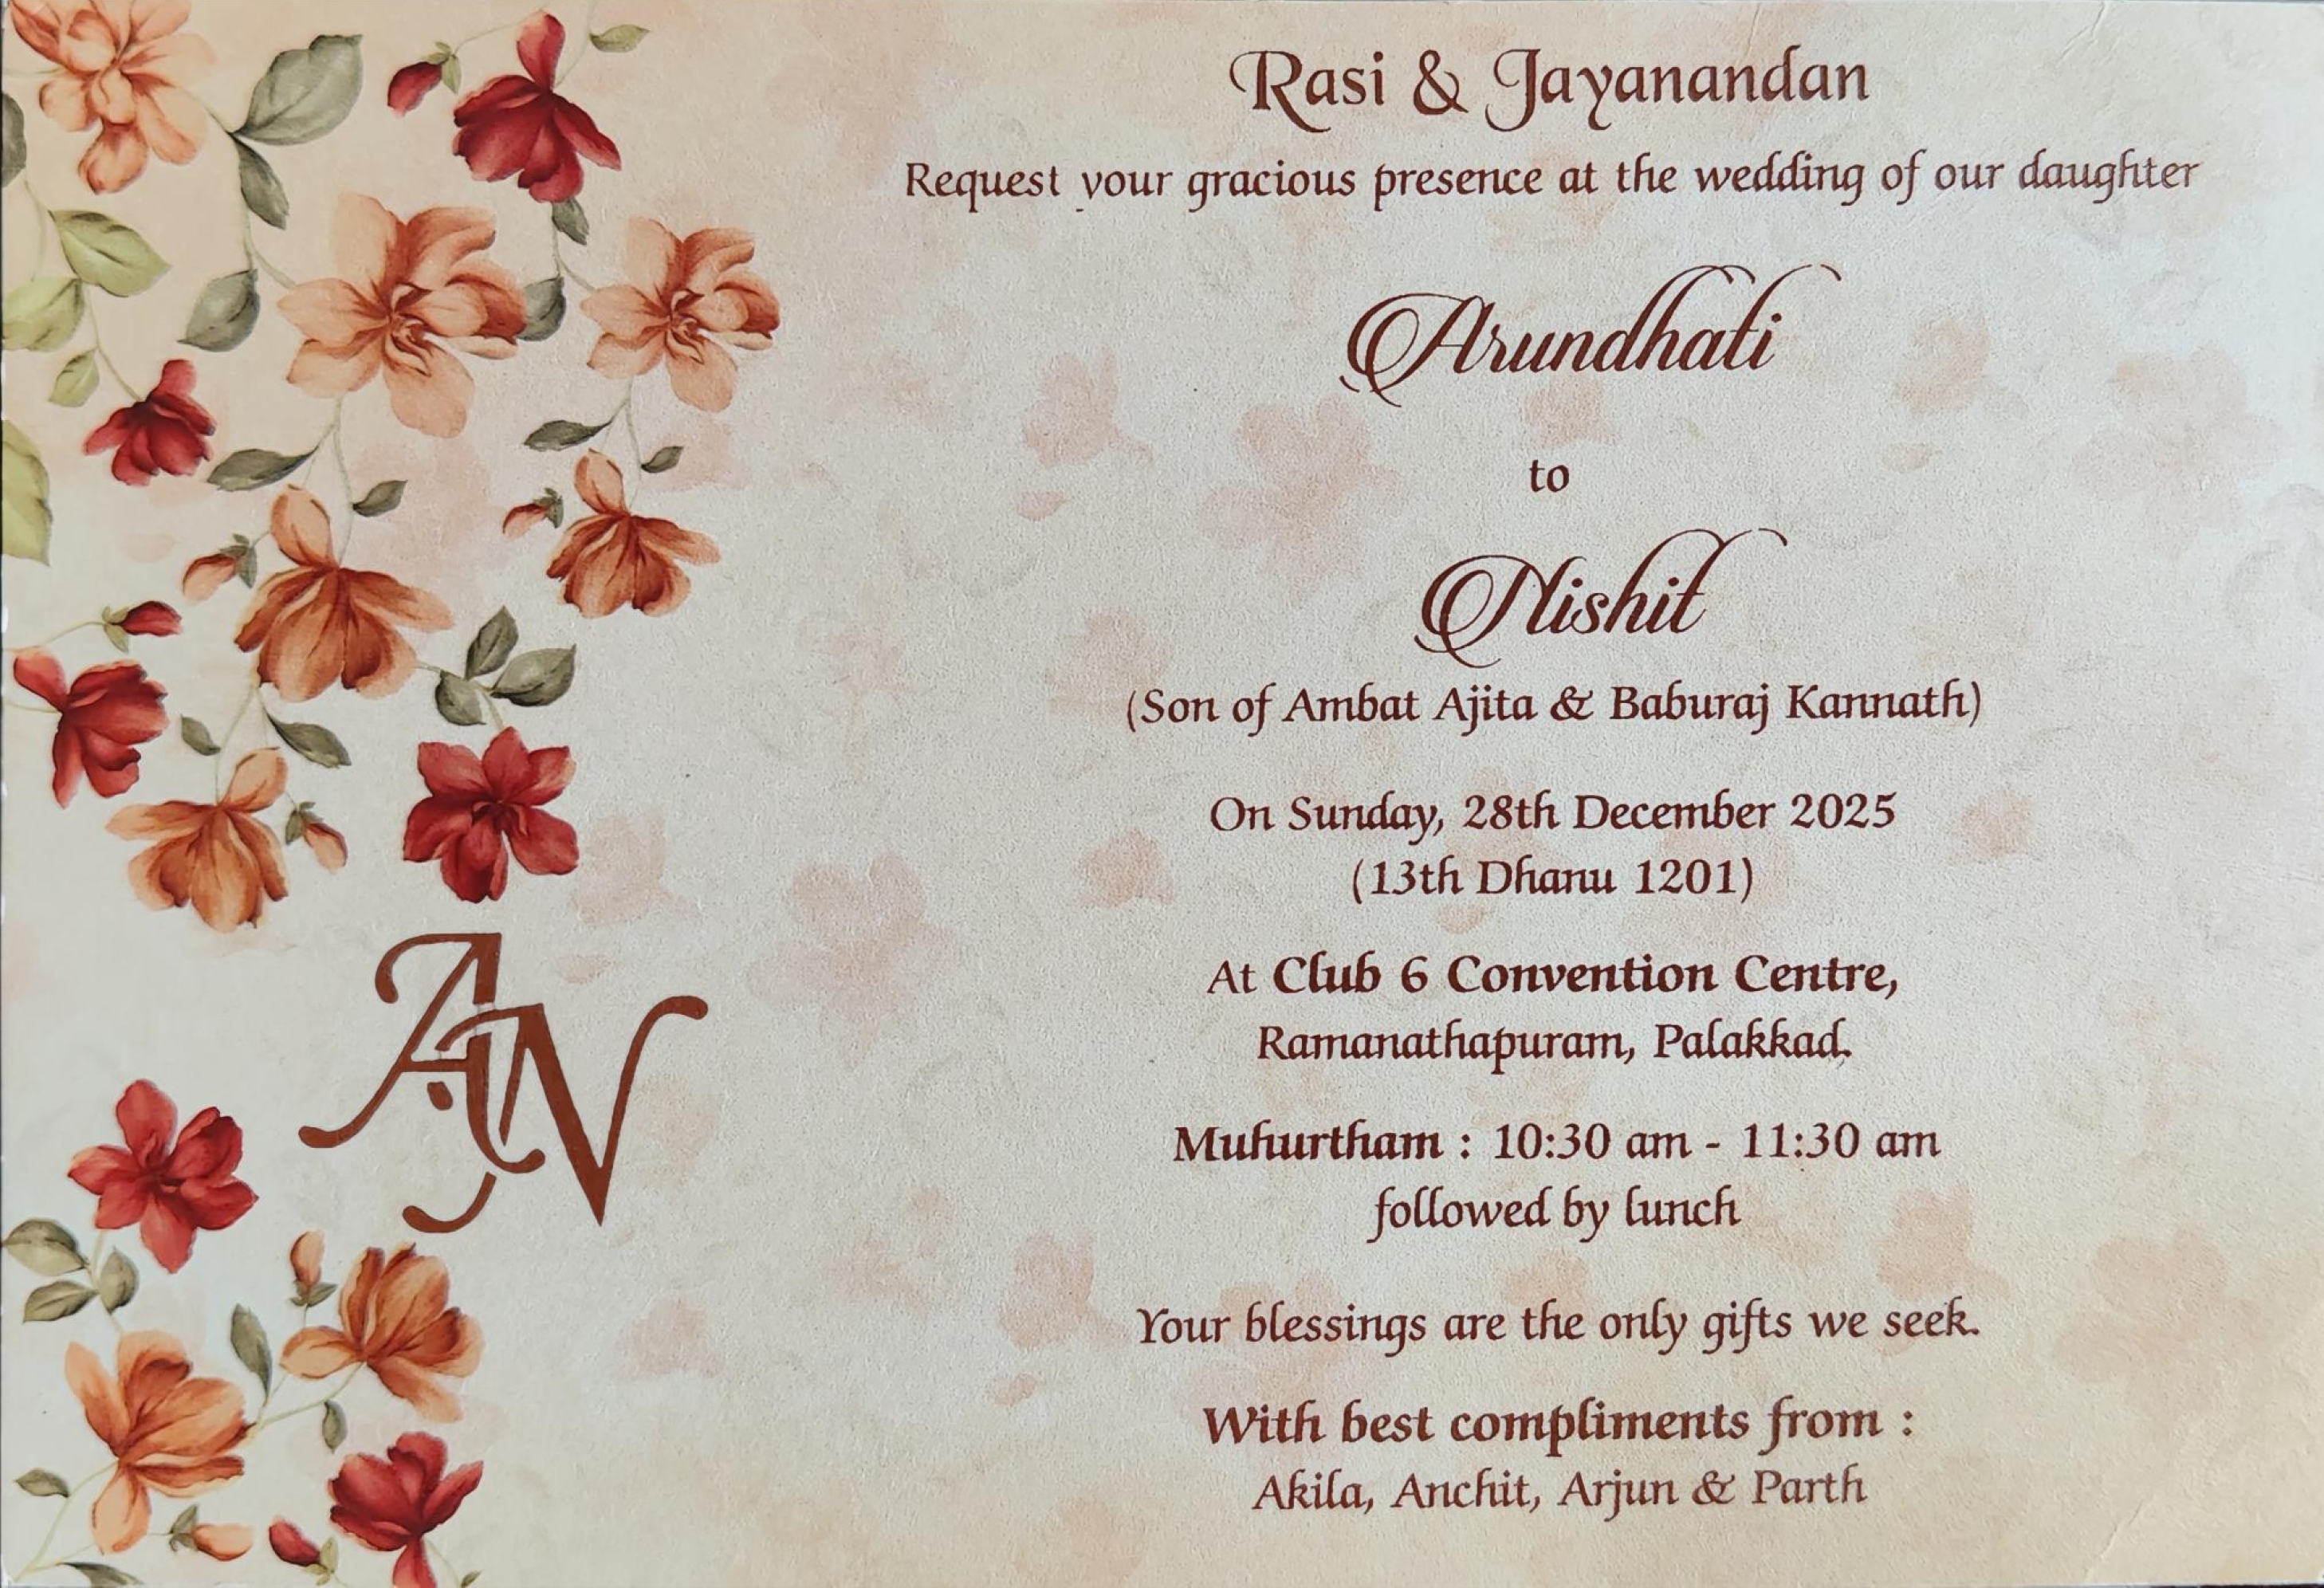 Rasi & Jayanandan
Request your gracious presence at the wedding of our daughter
Arundhati
to
Nishit
(Son of Ambat Ajita & Baburaj Kannath)
On Sunday, 28th December 2025
(13th Dhanu 1201)
At Club 6 Convention Centre,
Ramanathapuram, Palakkad.
AN
Muhurtham : 10:30 am - 11:30 am
followed by lunch
Your blessings are the only gifts we seek.
With best compliments from :
Akila, Anchit, Arjun & Parth